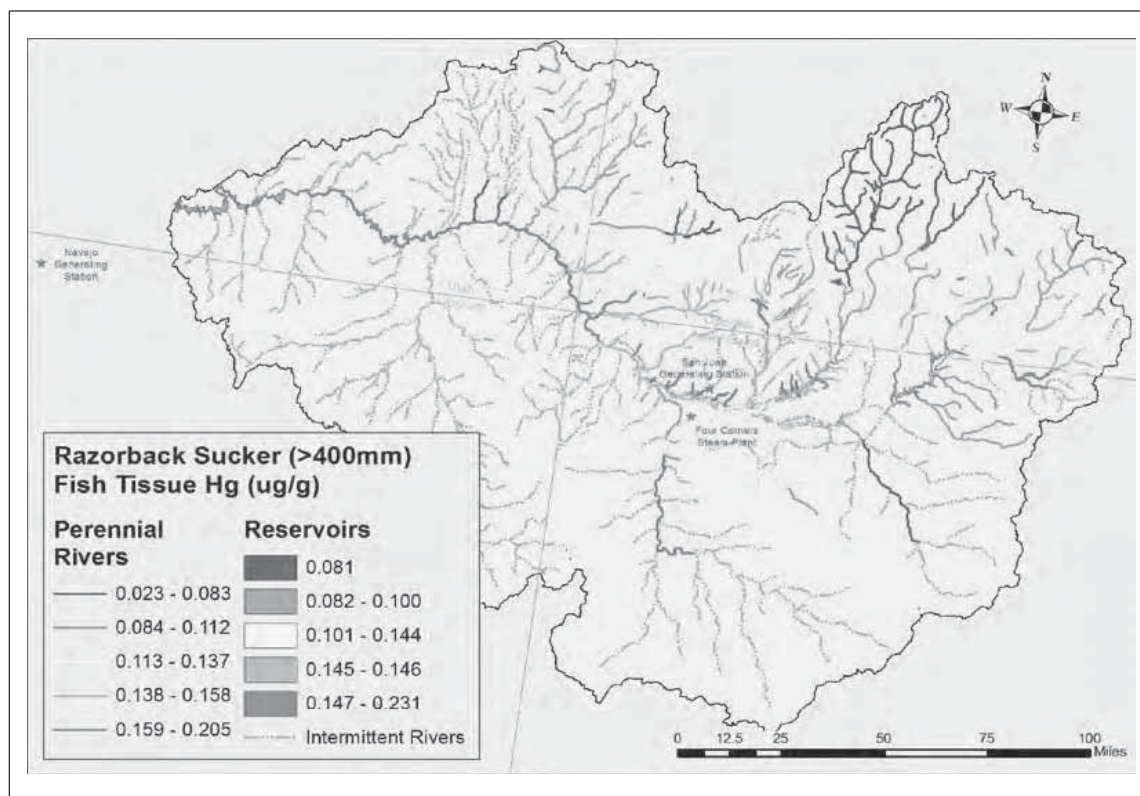 N
W
E
S
Navajo
Generating
Station
San Juan
Generating Station
Four Corners
Steam Plant
Razorback Sucker (>400mm)
Fish Tissue Hg (ug/g)
Perennial
Rivers
0.023 - 0.083
0.084 - 0.112
0.113 - 0.137
0.138 - 0.158
0.159 - 0.205
Reservoirs
0.081
0.082 - 0.100
0.101 - 0.144
0.145 - 0.146
0.147 - 0.231
Intermittent Rivers
0 12.5 25 50 75 100
Miles